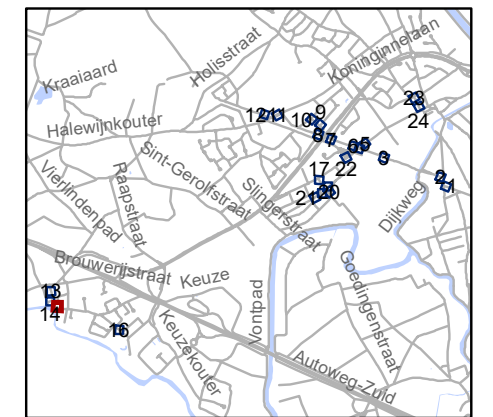 Koninginnelaan
Holisstraat
Kraaiaard
23
24
12
11
10
9
8
7
6
5
3
Halewijnkouter
22
Sint-Gerolfstraat
17
2
1
Vierlindenpad
Raapstraat
Slingerstraat
21
20
Dijkweg
Brouwerijstraat
Keuze
Goedingenstraat
13
14
16
Vontpad
Keuzekouter
Autoweg-Zuid